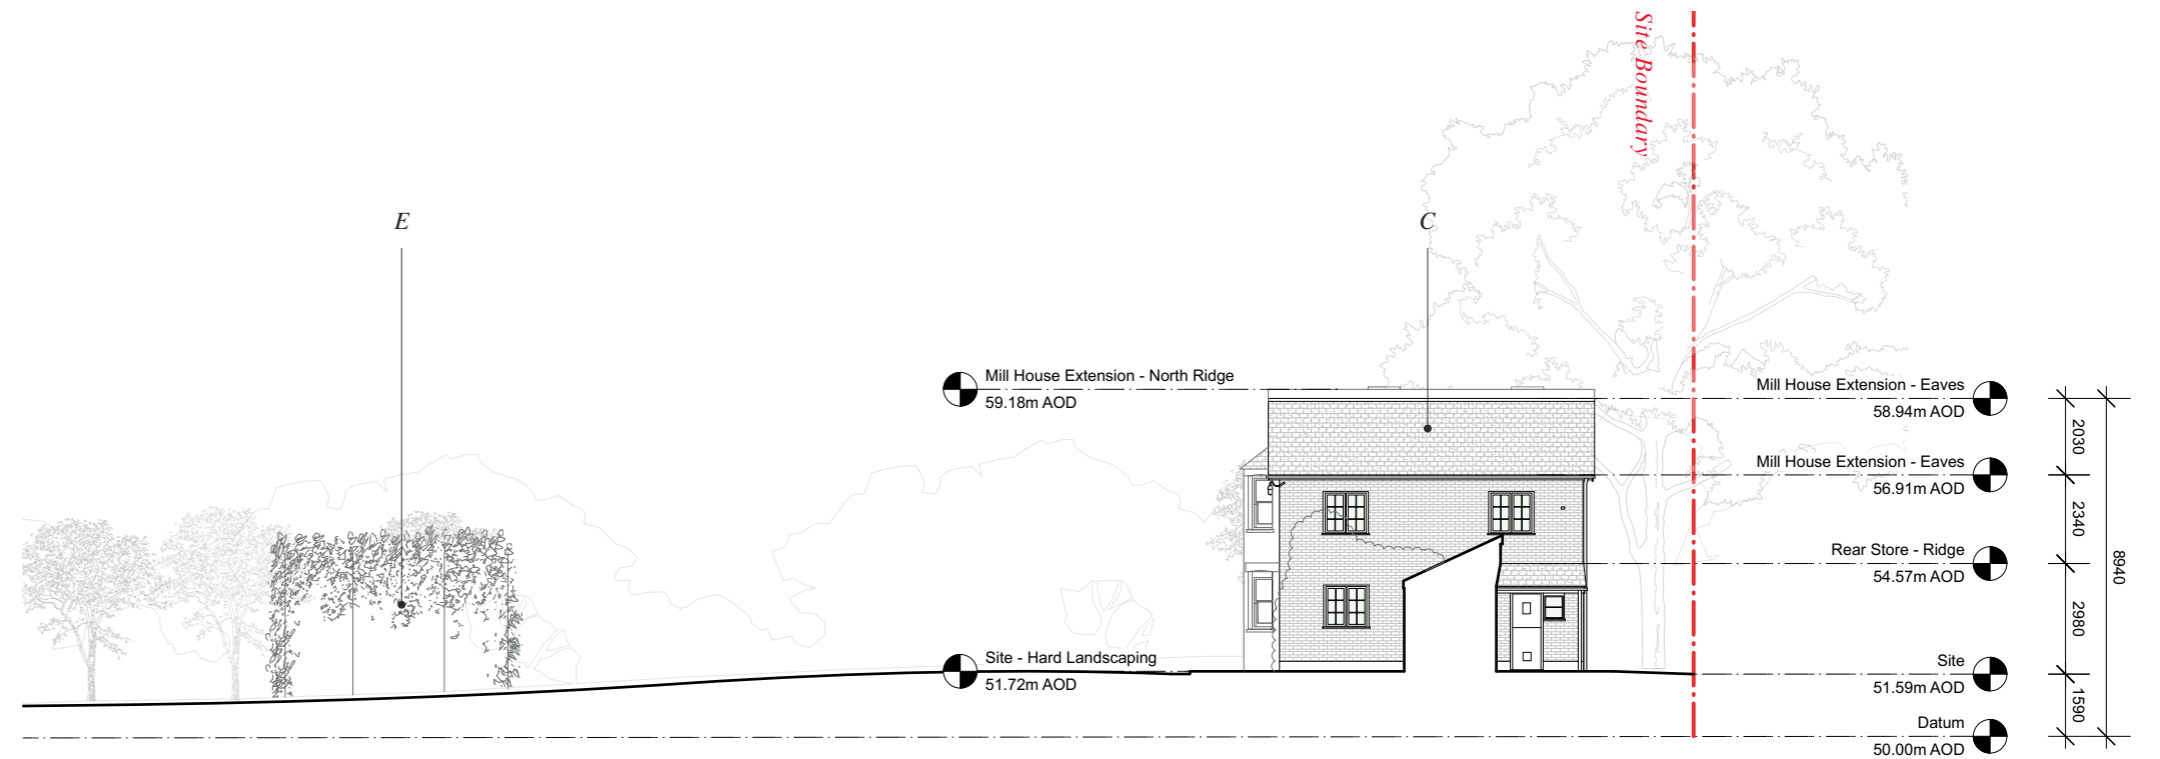 Site Boundary
E
C
Mill House Extension - North Ridge
59.18m AOD
Mill House Extension - Eaves
58.94m AOD
2030
Mill House Extension - Eaves
56.91m AOD
2340
Rear Store - Ridge
54.57m AOD
8940
2980
Site - Hard Landscaping
51.72m AOD
Site
51.59m AOD
1590
Datum
50.00m AOD